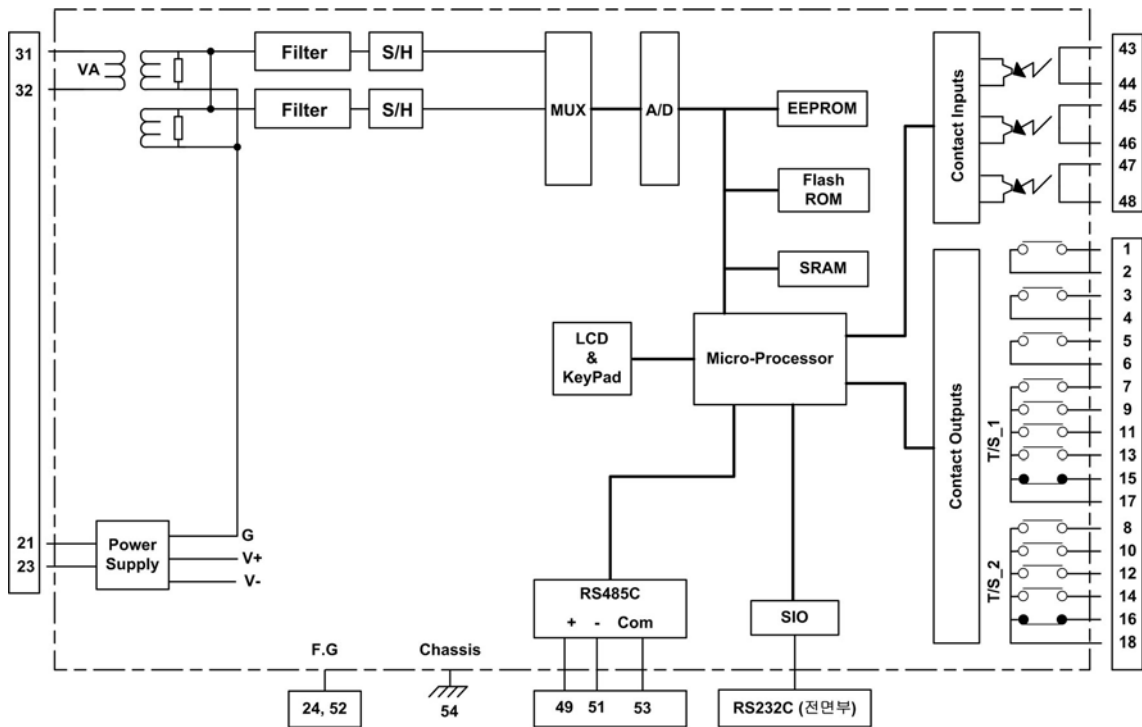 31
32
VA
Filter
S/H
Filter
S/H
MUX
A/D
EEPROM
Flash
ROM
SRAM
LCD
&
KeyPad
Micro-Processor
Contact Inputs
43
44
45
46
47
48
Contact Outputs
T/S_1
T/S_2
1
2
3
4
5
6
7
9
11
13
15
17
8
10
12
14
16
18
21
23
Power
Supply
G
V+
V-
RS485C
+ - Com
SIO
F.G
Chassis
24, 52
54
49 51 53
RS232C (전면부)